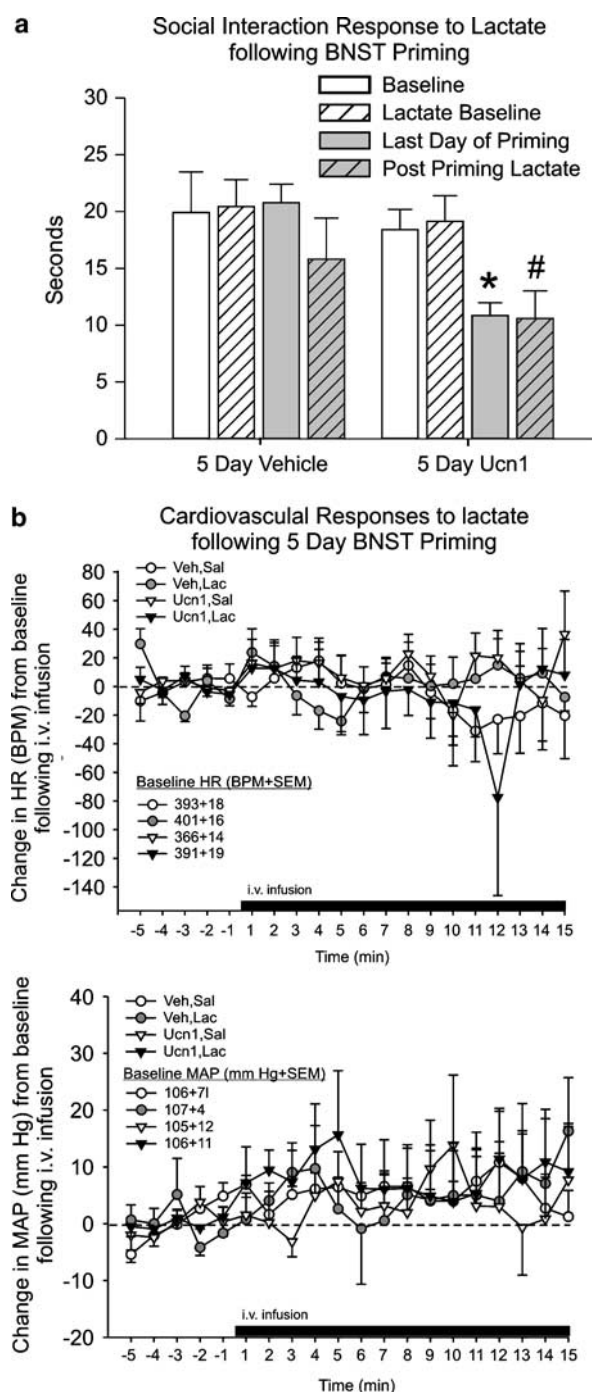 a
Social Interaction Response to Lactate
following BNST Priming
Baseline
Lactate Baseline
Last Day of Priming
Post Priming Lactate
30
25
20
15
10
5
0
Seconds
*
#
5 Day Vehicle
5 Day Ucn1
b
Cardiovascular Responses to lactate
following 5 Day BNST Priming
Veh,Sal
Veh,Lac
Ucn1,Sal
Ucn1,Lac
80
60
40
20
0
-20
-40
-60
-80
-100
-120
-140
Change in HR (BPM) from baseline
following i.v. infusion
Baseline HR (BPM+SEM)
393+18
401+16
366+14
391+19
i.v. infusion
-5 -4 -3 -2 -1 1 2 3 4 5 6 7 8 9 10 11 12 13 14 15
Time (min)
Veh,Sal
Veh,Lac
Ucn1,Sal
Ucn1,Lac
Baseline MAP (mm Hg+SEM)
106+7l
107+4
105+12
106+11
40
30
20
10
0
-10
-20
Change in MAP (mm Hg) from baseline
following i.v. infusion
i.v. infusion
-5 -4 -3 -2 -1 1 2 3 4 5 6 7 8 9 10 11 12 13 14 15
Time (min)